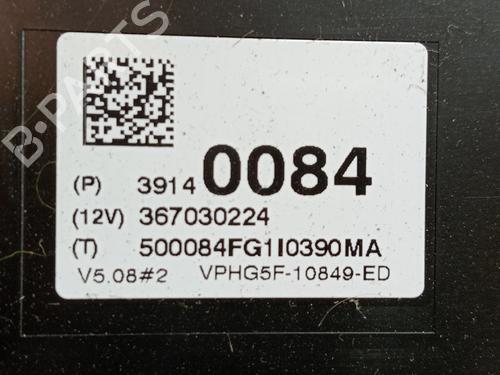 B-PARTS
(P) 3914 0084
(12V) 367030224
(T) 500084FG1I0390MA
V5.08#2 VPHG5F-10849-ED